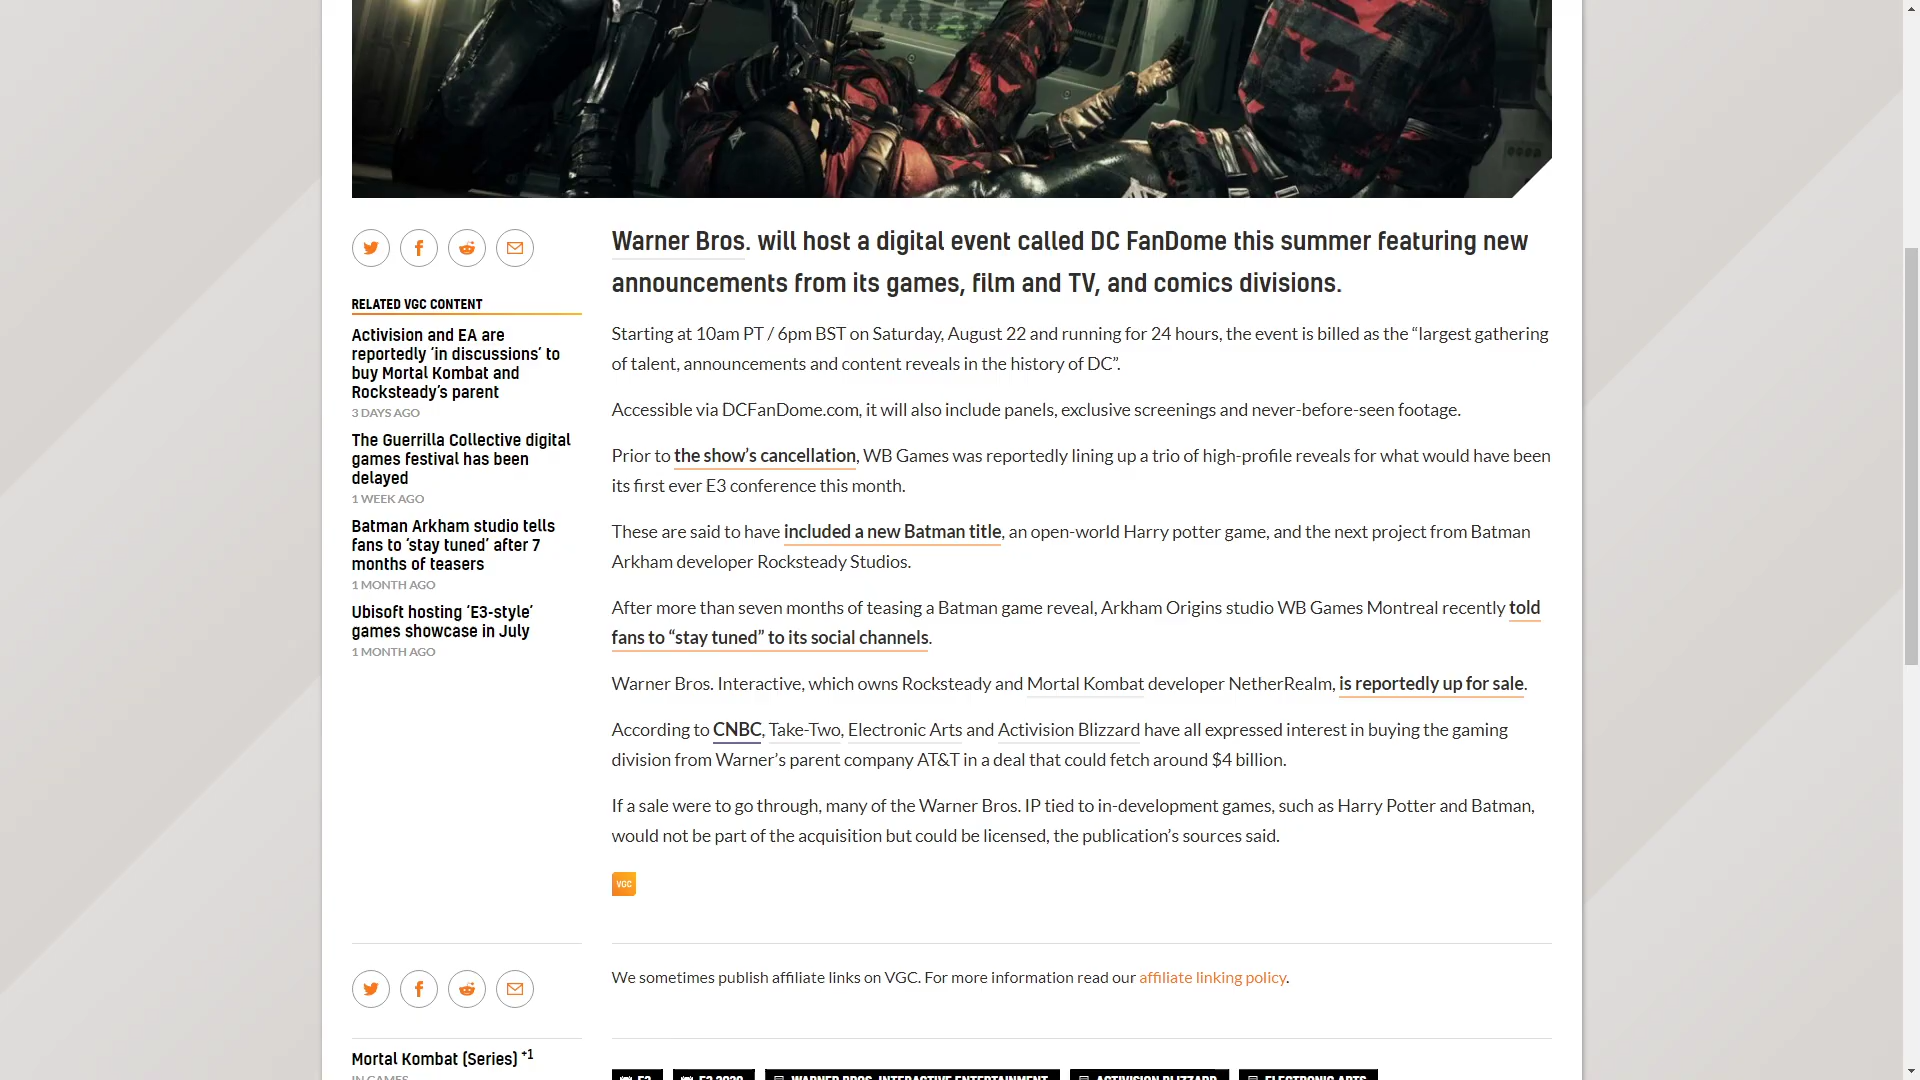 Warner Bros. will host a digital event called DC FanDome this summer featuring new
announcements from its games, film and TV, and comics divisions.
RELATED VGC CONTENT
Activision and EA are
reportedly ‘in discussions’ to
buy Mortal Kombat and
Rocksteady’s parent
3 DAYS AGO
The Guerrilla Collective digital
games festival has been
delayed
1 WEEK AGO
Batman Arkham studio tells
fans to ‘stay tuned’ after 7
months of teasers
1 MONTH AGO
Ubisoft hosting ‘E3-style’
games showcase in July
1 MONTH AGO
Starting at 10am PT / 6pm BST on Saturday, August 22 and running for 24 hours, the event is billed as the “largest gathering
of talent, announcements and content reveals in the history of DC”.
Accessible via DCFanDome.com, it will also include panels, exclusive screenings and never-before-seen footage.
Prior to the show’s cancellation, WB Games was reportedly lining up a trio of high-profile reveals for what would have been
its first ever E3 conference this month.
These are said to have included a new Batman title, an open-world Harry potter game, and the next project from Batman
Arkham developer Rocksteady Studios.
After more than seven months of teasing a Batman game reveal, Arkham Origins studio WB Games Montreal recently told
fans to “stay tuned” to its social channels.
Warner Bros. Interactive, which owns Rocksteady and Mortal Kombat developer NetherRealm, is reportedly up for sale.
According to CNBC, Take-Two, Electronic Arts and Activision Blizzard have all expressed interest in buying the gaming
division from Warner’s parent company AT&T in a deal that could fetch around $4 billion.
If a sale were to go through, many of the Warner Bros. IP tied to in-development games, such as Harry Potter and Batman,
would not be part of the acquisition but could be licensed, the publication’s sources said.
VGC
We sometimes publish affiliate links on VGC. For more information read our affiliate linking policy.
Mortal Kombat (Series) +1
IN GAMES
E3
E3 2020
WARNER BROS. INTERACTIVE ENTERTAINMENT
ACTIVISION BLIZZARD
ELECTRONIC ARTS